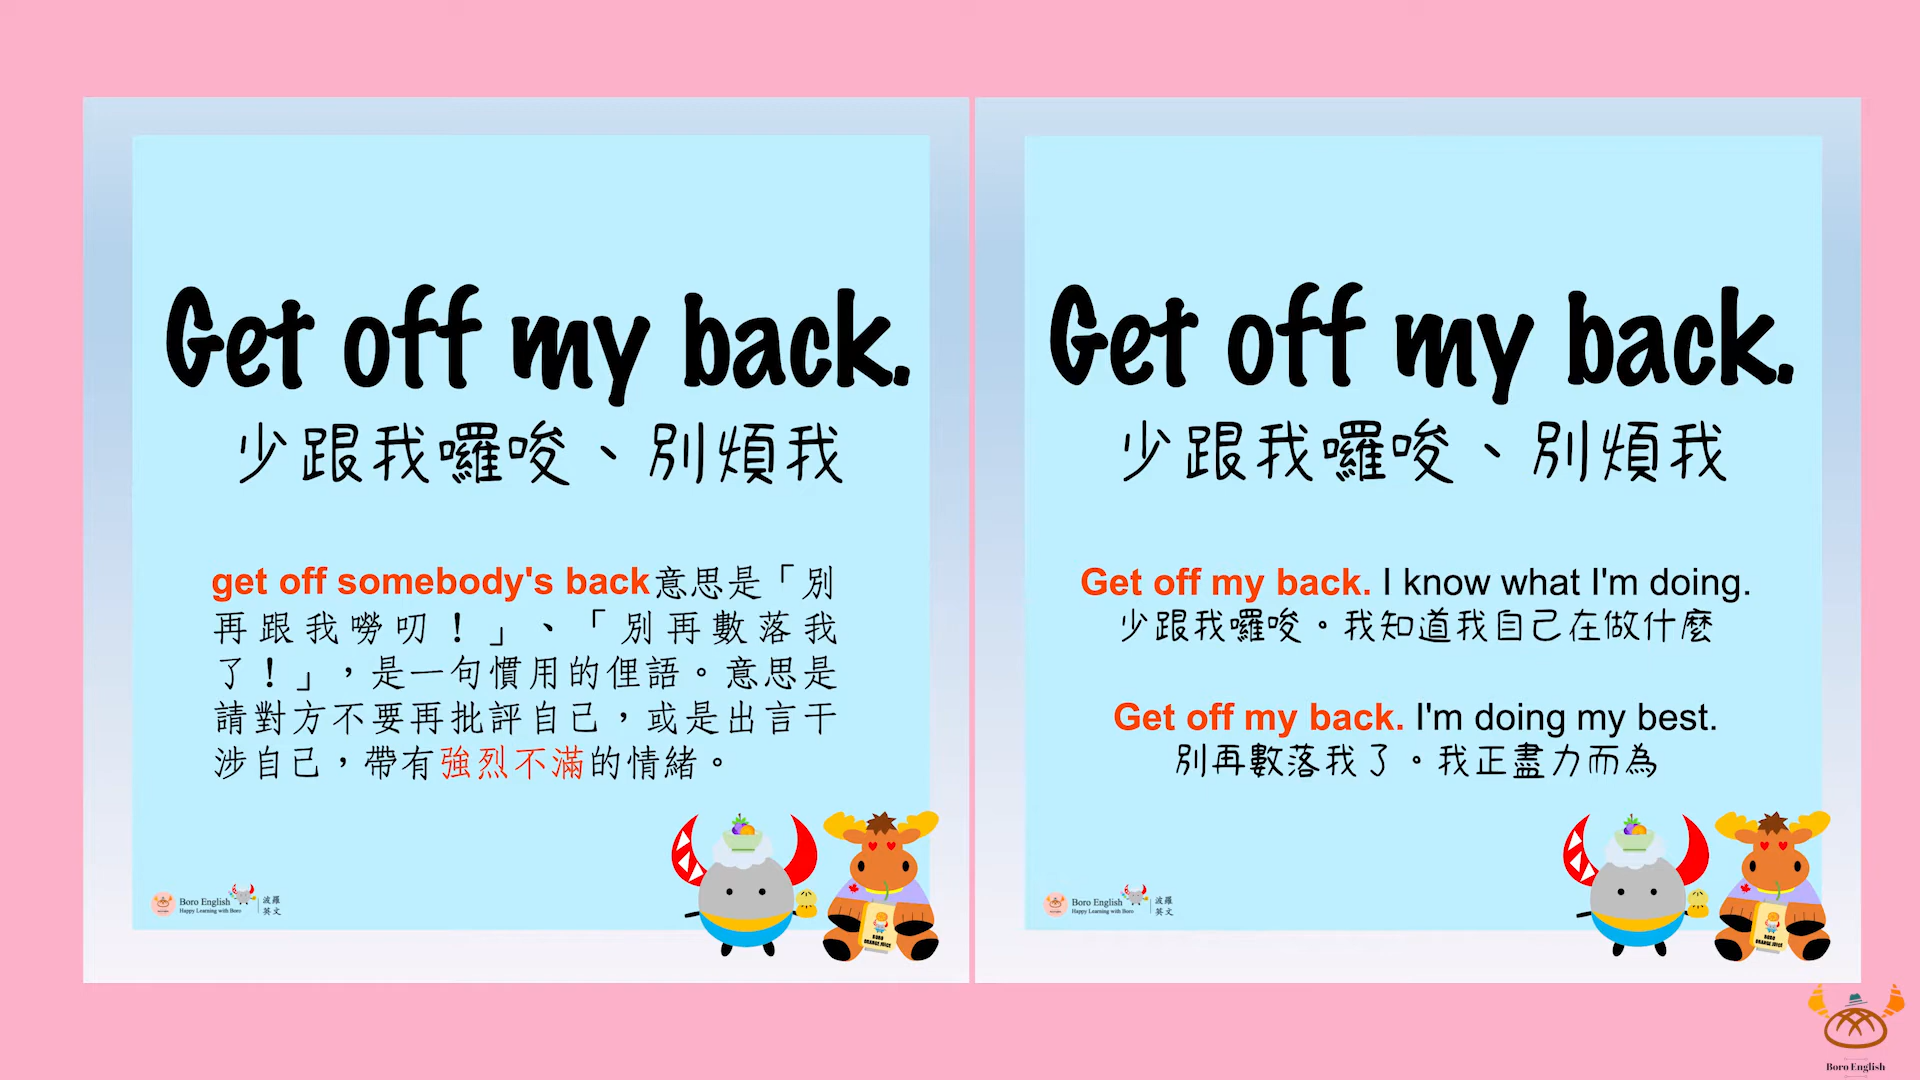 Get off my back.
少跟我囉唆、別煩我
get off somebody's back意思是「別
再跟我嘮叨！」、「別再數落我
了！」，是一句慣用的俚語。意思是
請對方不要再批評自己，或是出言干
涉自己，帶有強烈不滿的情緒。
Boro English
Happy Learning with Boro
波羅
英文
BORO
ORANGE JUICE
Get off my back.
少跟我囉唆、別煩我
Get off my back. I know what I'm doing.
少跟我囉唆。我知道我自己在做什麼
Get off my back. I'm doing my best.
別再數落我了。我正盡力而為
Boro English
Happy Learning with Boro
波羅
英文
BORO
ORANGE JUICE
Boro English